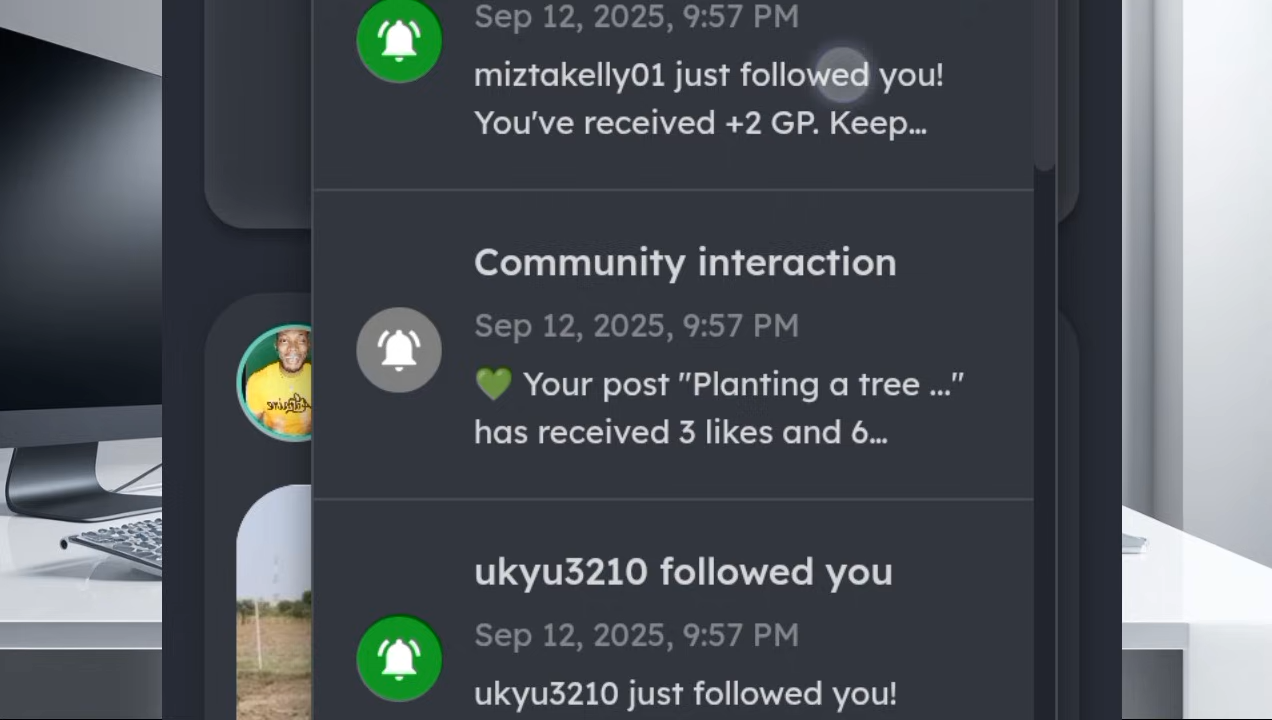 Sep 12, 2025, 9:57 PM
miztakelly01 just followed you!
You've received +2 GP. Keep…
Community interaction
Sep 12, 2025, 9:57 PM
💚 Your post "Planting a tree ..."
has received 3 likes and 6…
ukyu3210 followed you
Sep 12, 2025, 9:57 PM
ukyu3210 just followed you!